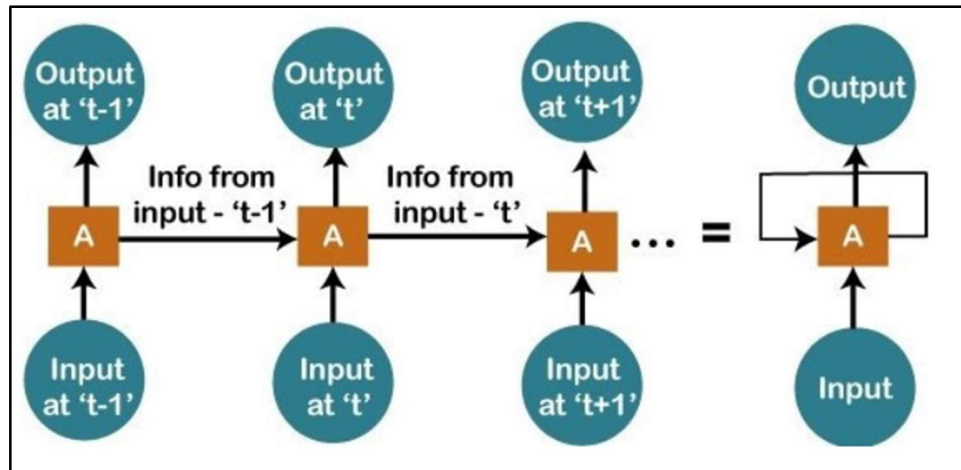 Output
at ‘t-1’
Output
at ‘t'
Output
at ‘t+1’
Output
Info from
input - ‘t-1’
Info from
input - ‘t’
A
A
A
... =
A
Input
at ‘t-1’
Input
at ‘t'
Input
at ‘t+1’
Input